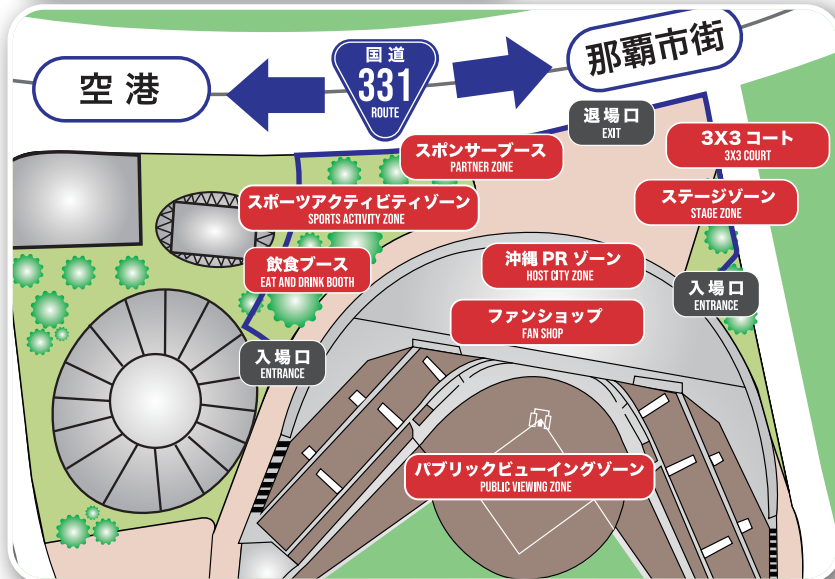 国道
331
ROUTE
空港
那覇市街
退場口
EXIT
3X3 コート
3X3 COURT
スポンサーブース
PARTNER ZONE
スポーツアクティビティゾーン
SPORTS ACTIVITY ZONE
ステージゾーン
STAGE ZONE
飲食ブース
EAT AND DRINK BOOTH
沖縄 PR ゾーン
HOST CITY ZONE
入場口
ENTRANCE
ファンショップ
FAN SHOP
入場口
ENTRANCE
パブリックビューイングゾーン
PUBLIC VIEWING ZONE